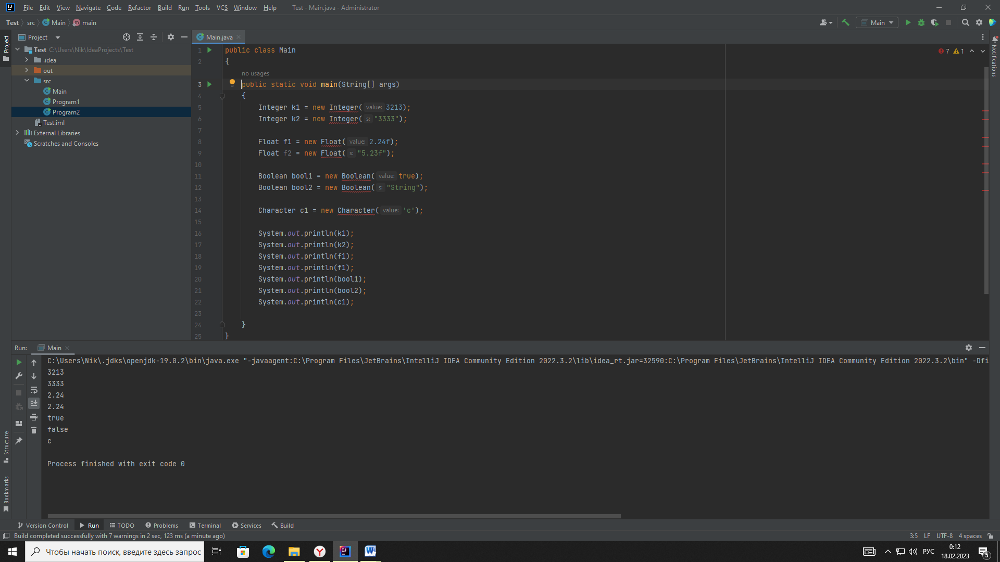 File Edit View Navigate Code Refactor Build Run Tools VCS Window Help Test - Main.java - Administrator
Test src Main main
Main
Project
Main.java
Project
Notifications
Test C:\Users\Nik\IdeaProjects\Test
.idea
out
src
Main
Program1
Program2
Test.iml
External Libraries
Scratches and Consoles
7 1
1 public class Main
2 {
no usages
3 public static void main(String[] args)
4 {
5 Integer k1 = new Integer( value: 3213);
6 Integer k2 = new Integer( s: "3333");
7
8 Float f1 = new Float( value: 2.24f);
9 Float f2 = new Float( s: "5.23f");
10
11 Boolean bool1 = new Boolean( value: true);
12 Boolean bool2 = new Boolean( s: "String");
13
14 Character c1 = new Character( value: 'c');
15
16 System.out.println(k1);
17 System.out.println(k2);
18 System.out.println(f1);
19 System.out.println(f1);
20 System.out.println(bool1);
21 System.out.println(bool2);
22 System.out.println(c1);
23
24 }
25 }
Run: Main
C:\Users\Nik\.jdks\openjdk-19.0.2\bin\java.exe "-javaagent:C:\Program Files\JetBrains\IntelliJ IDEA Community Edition 2022.3.2\lib\idea_rt.jar=32590:C:\Program Files\JetBrains\IntelliJ IDEA Community Edition 2022.3.2\bin" -Dfi
3213
3333
2.24
2.24
true
false
c
Process finished with exit code 0
Structure
Bookmarks
Version Control Run TODO Problems Terminal Services Build
Build completed successfully with 7 warnings in 2 sec, 123 ms (a minute ago)
3:5 LF UTF-8 4 spaces
Чтобы начать поиск, введите здесь запрос
РУС
0:12
18.02.2023
5